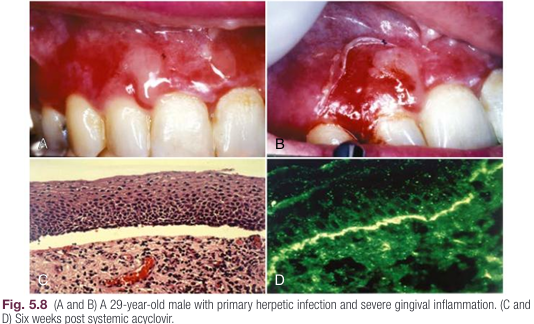 A
B
C
D
Fig. 5.8 (A and B) A 29-year-old male with primary herpetic infection and severe gingival inflammation. (C and
D) Six weeks post systemic acyclovir.